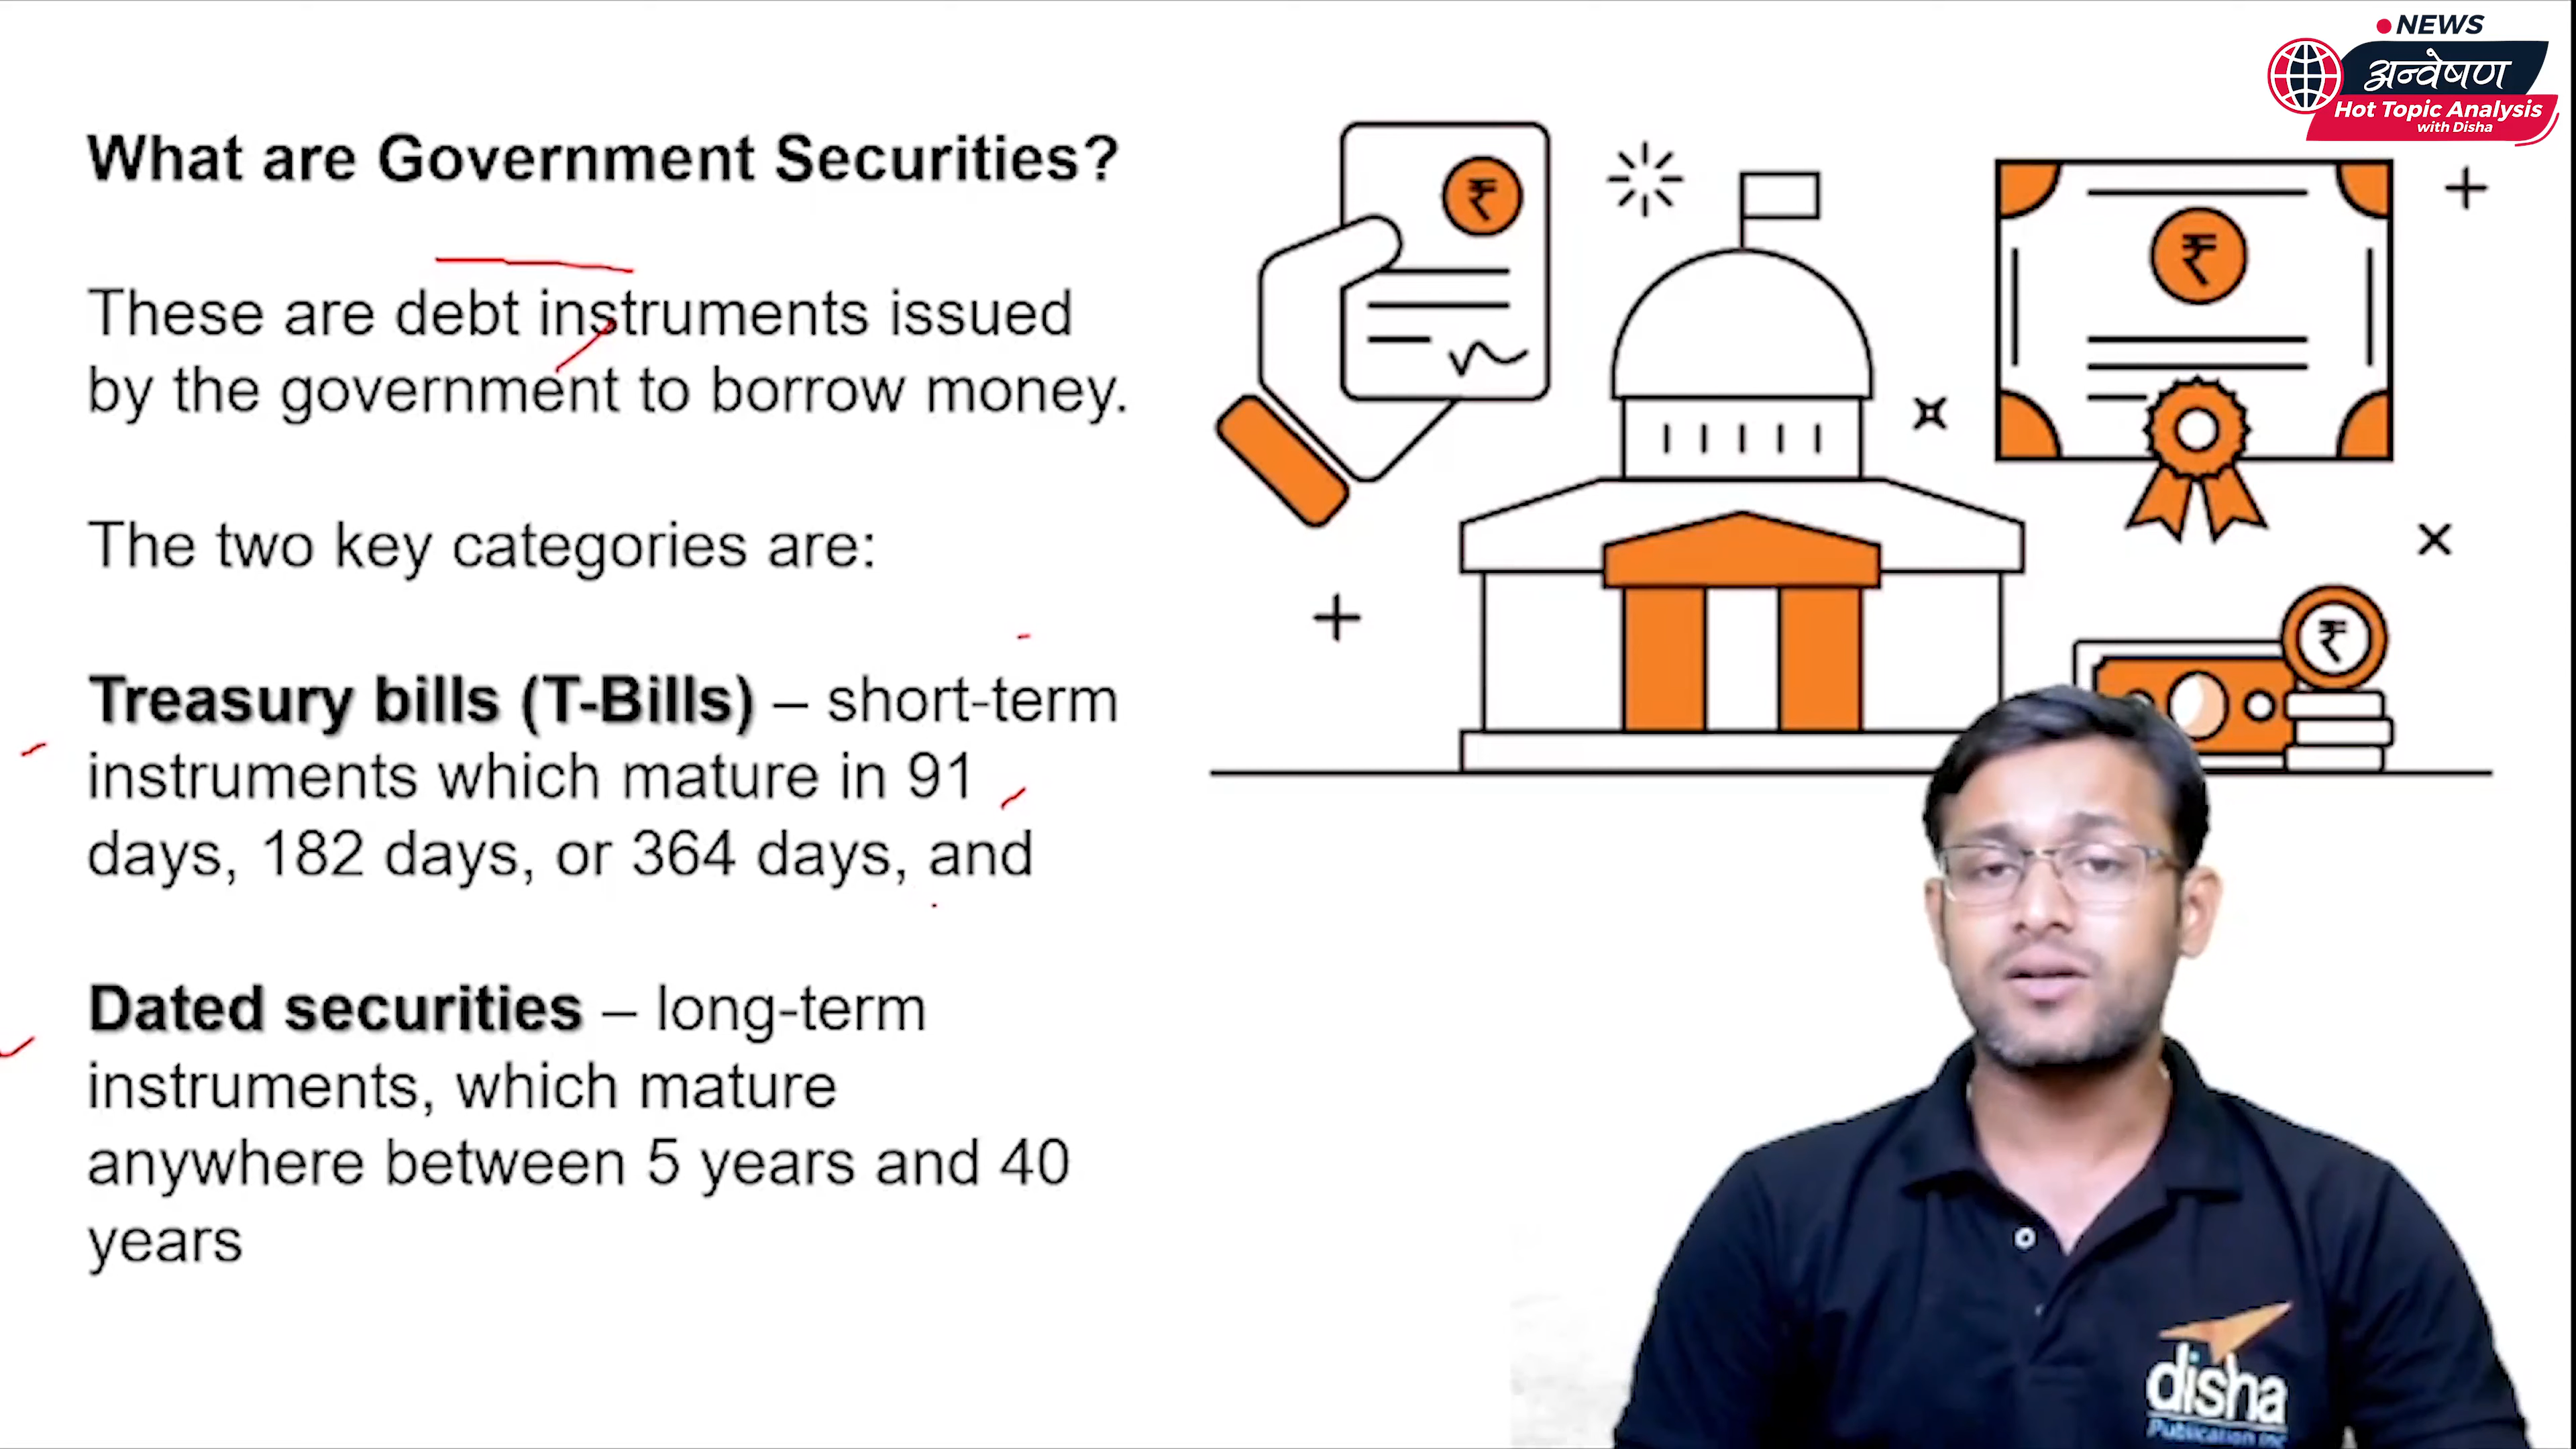 NEWS
अन्वेषण
Hot Topic Analysis
with Disha
What are Government Securities?
These are debt instruments issued
by the government to borrow money.
The two key categories are:
Treasury bills (T-Bills) – short-term
instruments which mature in 91
days, 182 days, or 364 days, and
Dated securities – long-term
instruments, which mature
anywhere between 5 years and 40
years
₹
₹
₹
disha
Publication Inc